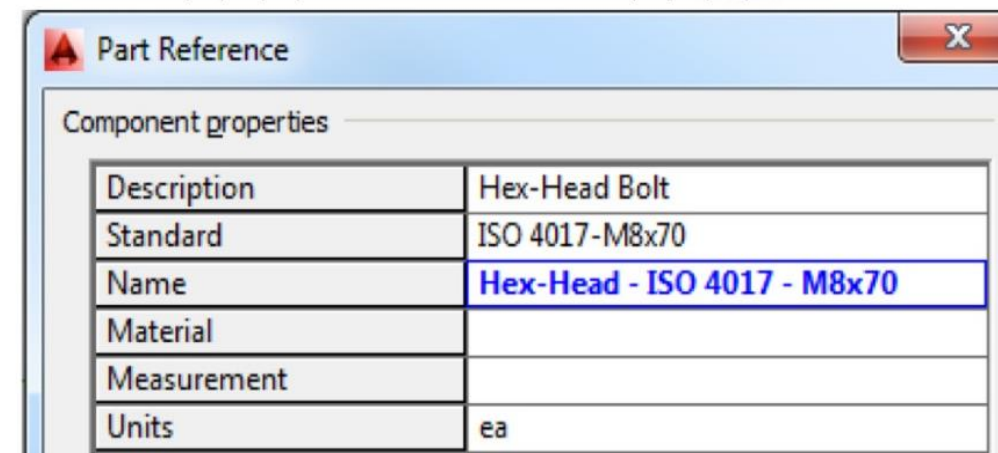 Part Reference
Component properties
Description Hex-Head Bolt
Standard ISO 4017-M8x70
Name Hex-Head - ISO 4017 - M8x70
Material
Measurement
Units ea